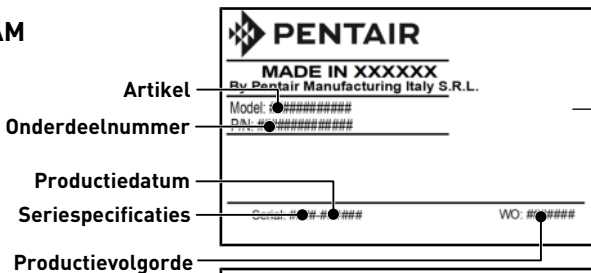 AM
PENTAIR
MADE IN XXXXXX
By Pentair Manufacturing Italy S.R.L.
Artikel
Model: ############
Onderdeelnummer
P/N: #############
Productiedatum
Seriespecificaties
Serial: ####-######
WO: #######
Productievolgorde